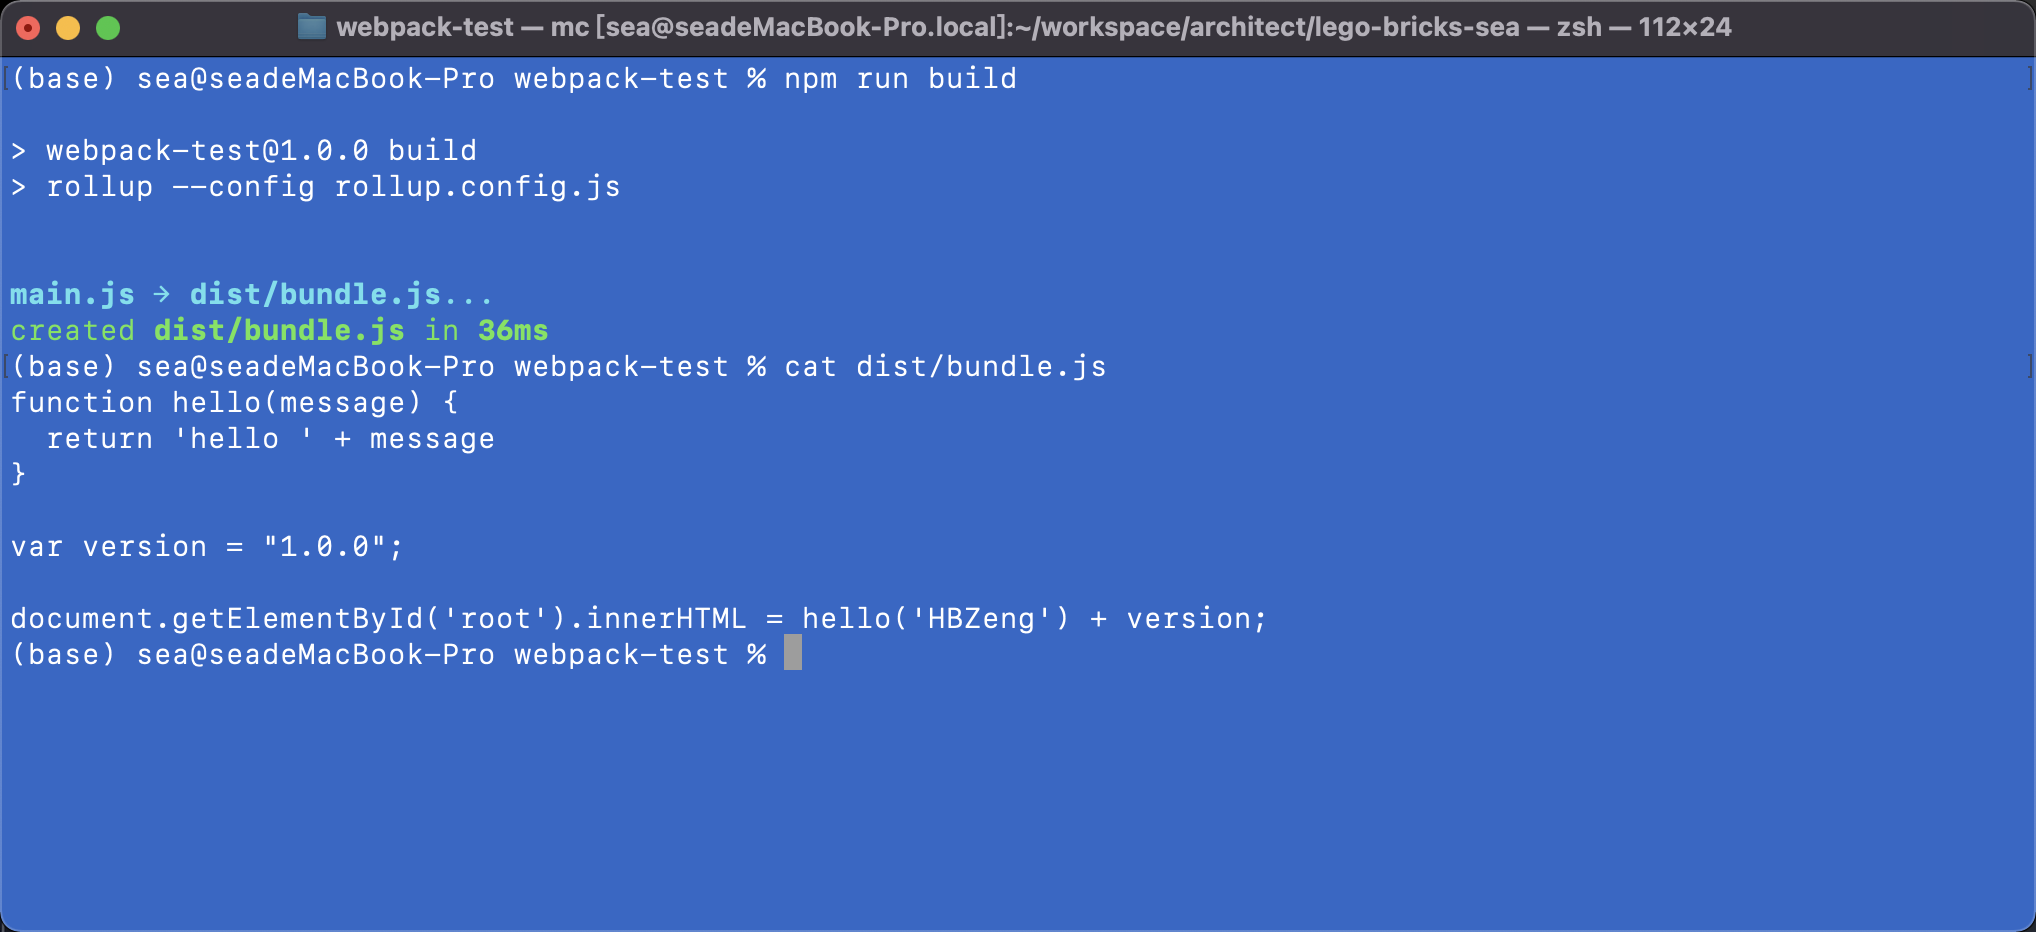 webpack-test — mc [sea@seadeMacBook-Pro.local]:~/workspace/architect/lego-bricks-sea — zsh — 112×24
[(base) sea@seadeMacBook-Pro webpack-test % npm run build ]
> webpack-test@1.0.0 build
> rollup --config rollup.config.js
main.js → dist/bundle.js...
created dist/bundle.js in 36ms
[(base) sea@seadeMacBook-Pro webpack-test % cat dist/bundle.js ]
function hello(message) {
  return 'hello ' + message
}
var version = "1.0.0";
document.getElementById('root').innerHTML = hello('HBZeng') + version;
(base) sea@seadeMacBook-Pro webpack-test %